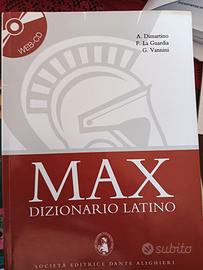 WEB-CD
A. Dimartino
F. La Guardia
G. Vannini
MAX
DIZIONARIO LATINO
SOCIETÀ EDITRICE DANTE ALIGHIERI
subito